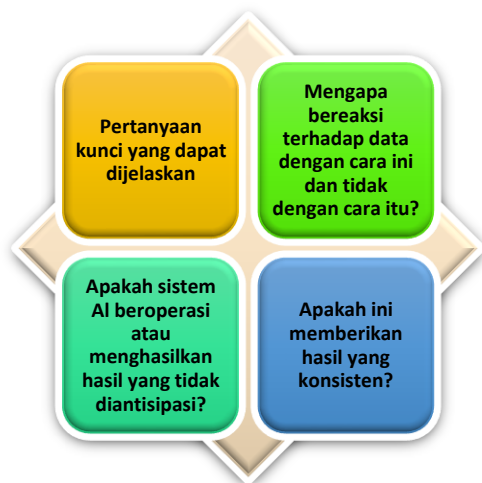 Pertanyaan
kunci yang dapat
dijelaskan
Mengapa
bereaksi
terhadap data
dengan cara ini
dan tidak
dengan cara itu?
Apakah sistem
Al beroperasi
atau
menghasilkan
hasil yang tidak
diantisipasi?
Apakah ini
memberikan
hasil yang
konsisten?